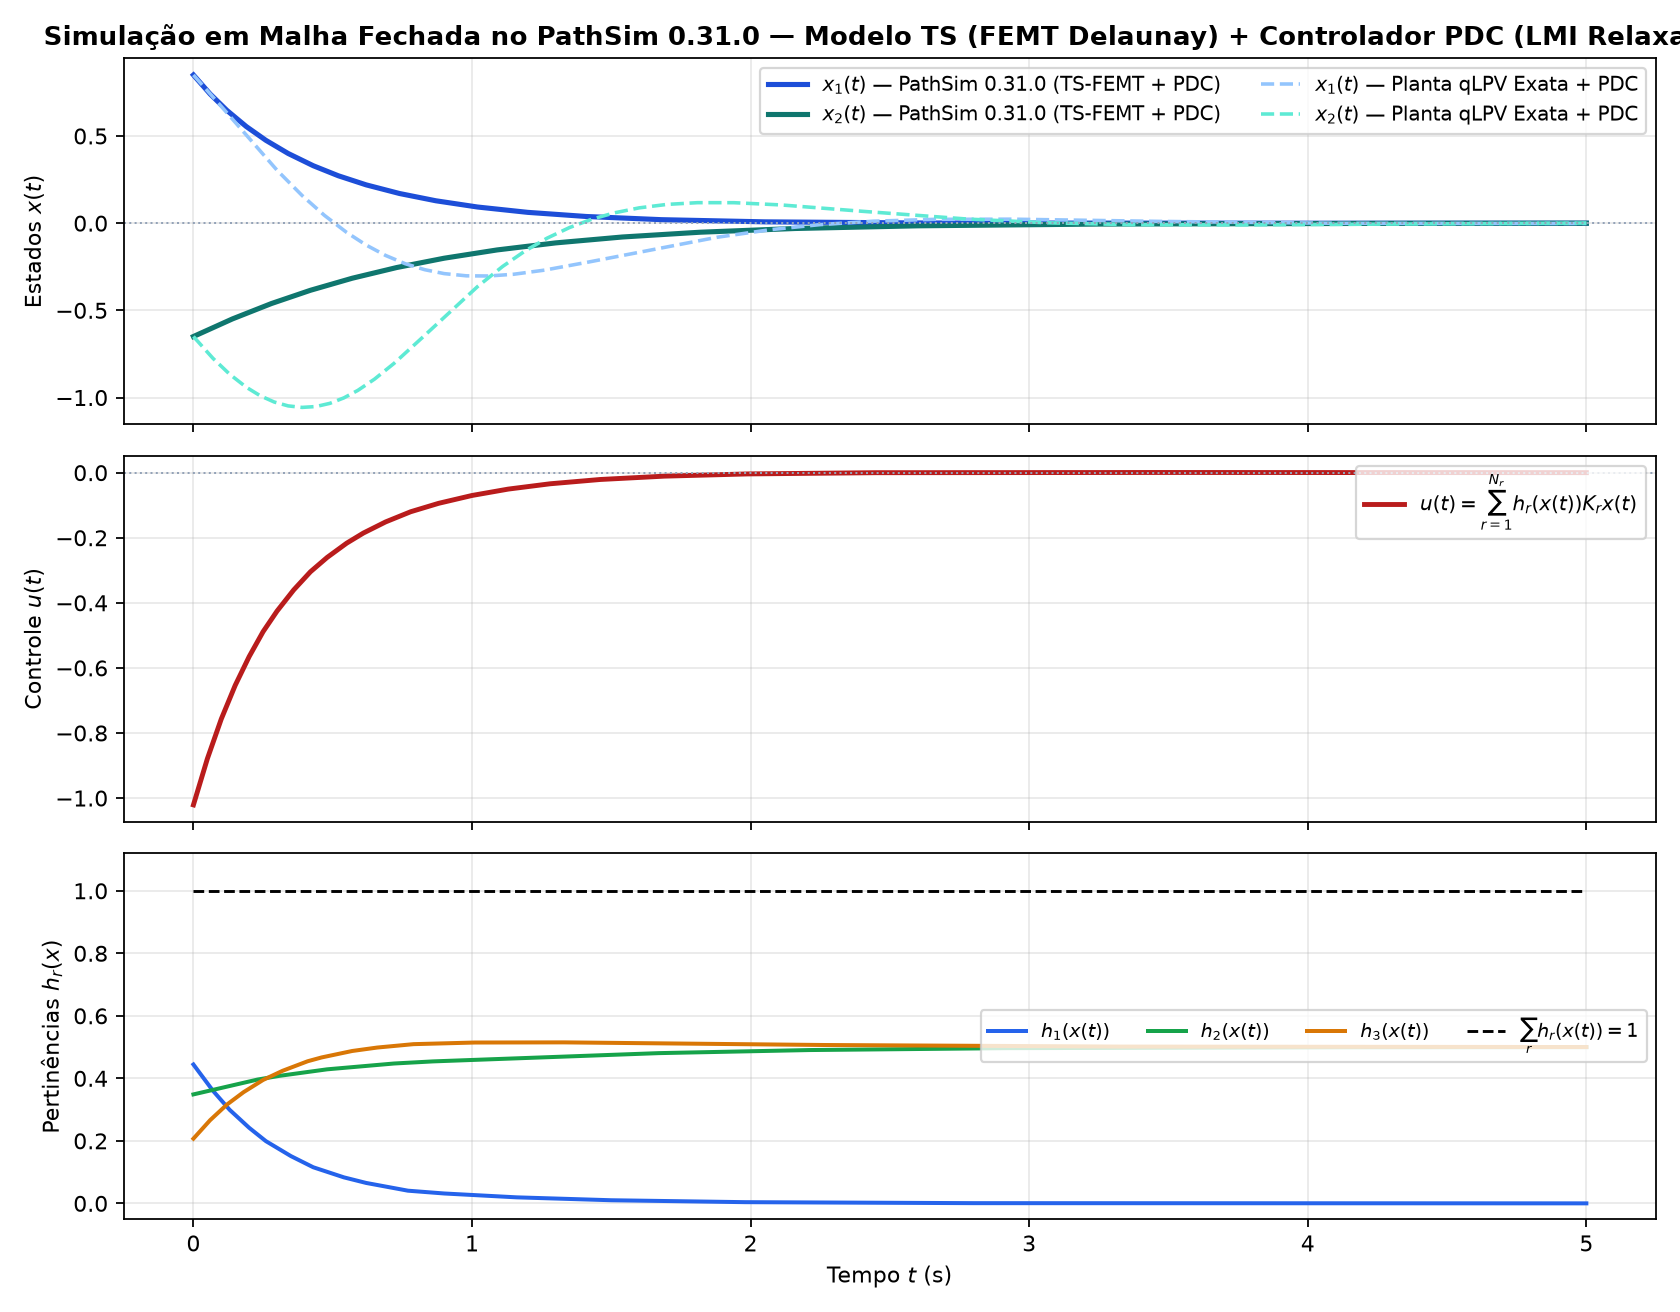 Simulação em Malha Fechada no PathSim 0.31.0 — Modelo TS (FEMT Delaunay) + Controlador PDC (LMI Relaxa
x₁(t) — PathSim 0.31.0 (TS-FEMT + PDC)
x₂(t) — PathSim 0.31.0 (TS-FEMT + PDC)
x₁(t) — Planta qLPV Exata + PDC
x₂(t) — Planta qLPV Exata + PDC
Estados x(t)
0.5
0.0
−0.5
−1.0
u(t) = ∑_{r=1}^{N_r} h_r(x(t))K_r x(t)
Controle u(t)
0.0
−0.2
−0.4
−0.6
−0.8
−1.0
h₁(x(t))
h₂(x(t))
h₃(x(t))
∑_r h_r(x(t)) = 1
Pertinências h_r(x)
1.0
0.8
0.6
0.4
0.2
0.0
0 1 2 3 4 5
Tempo t (s)